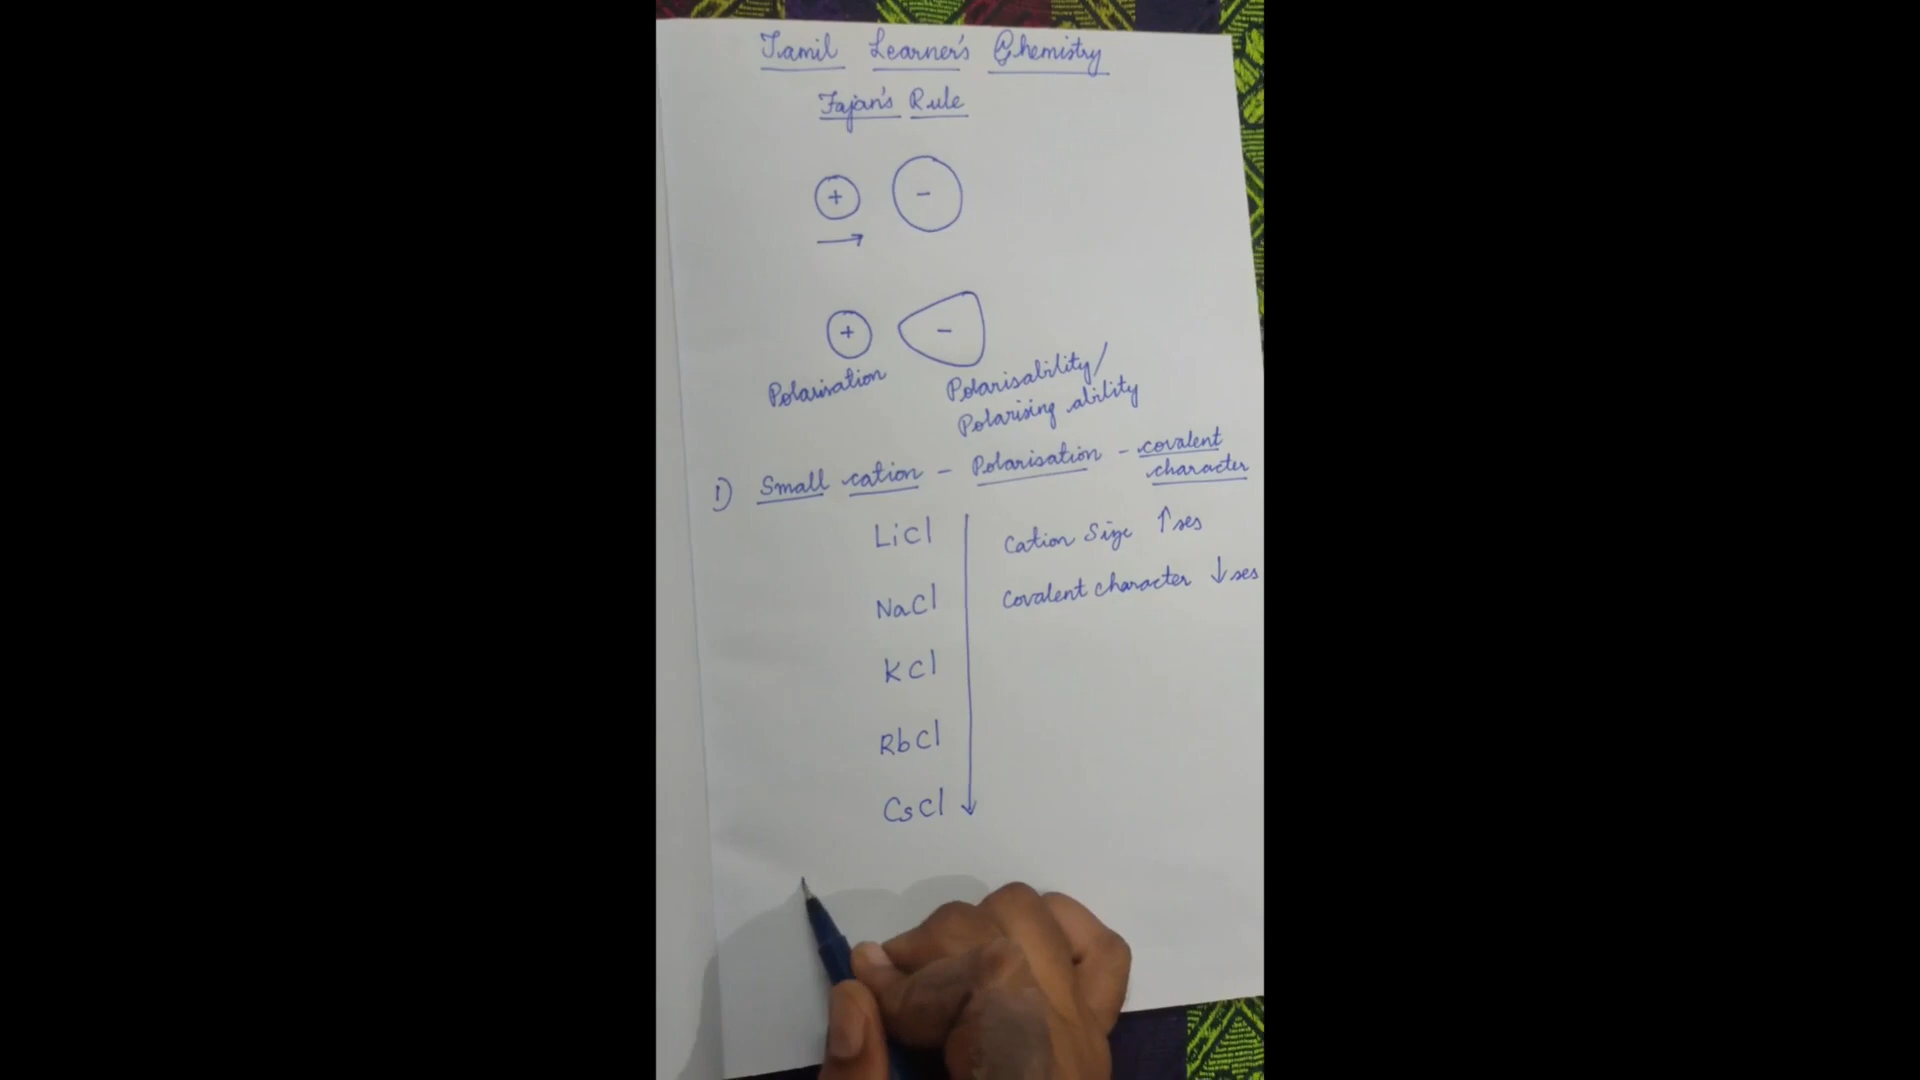 Tamil Learner's Chemistry
Fajan's Rule
+ -
+ -
Polarisation
Polarisability/
Polarising ability
1) Small cation - Polarisation - covalent
character
LiCl
Cation Size ↑ses
Covalent character ↓ses
NaCl
KCl
RbCl
CsCl